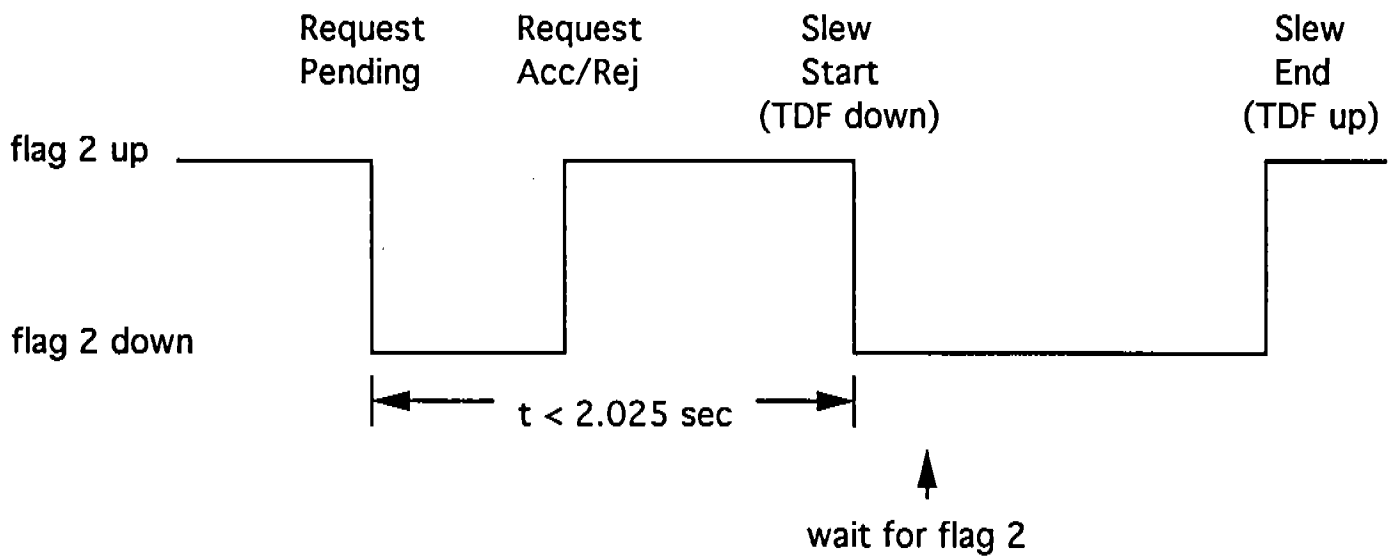 Request
Pending
Request
Acc/Rej
Slew
Start
(TDF down)
Slew
End
(TDF up)
flag 2 up
flag 2 down
t < 2.025 sec
wait for flag 2